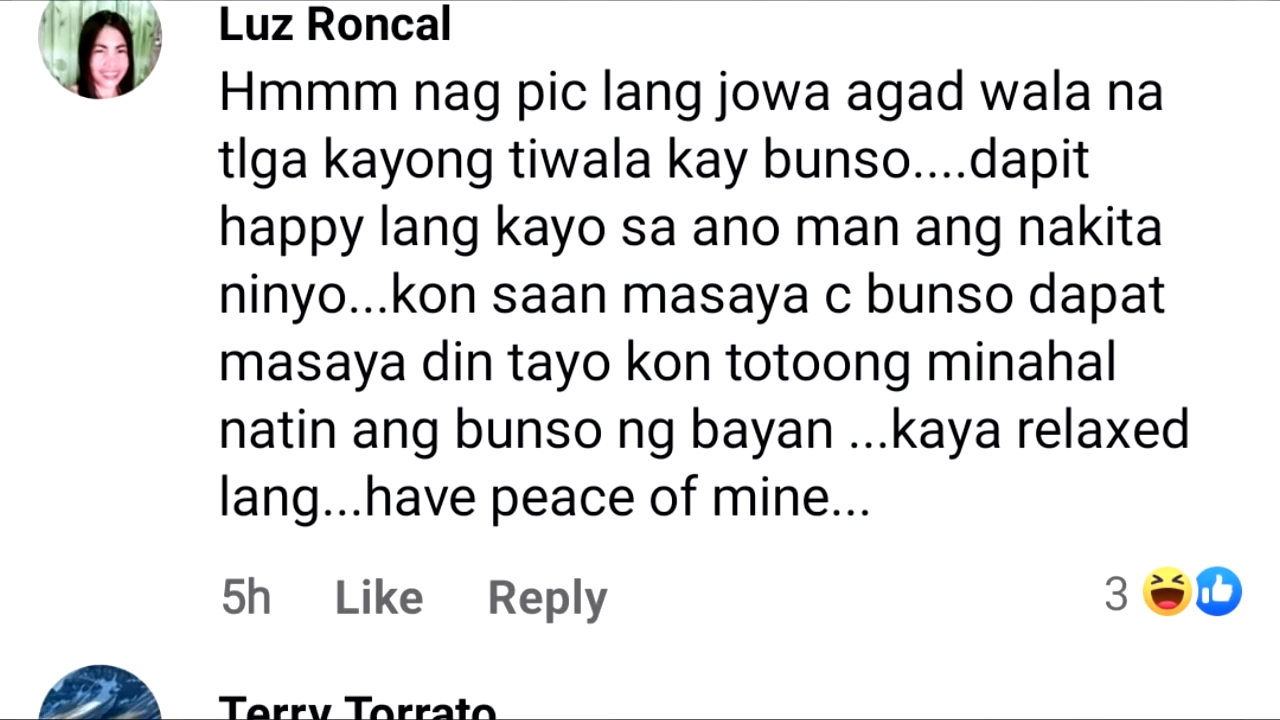 Luz Roncal
Hmmm nag pic lang jowa agad wala na
tlga kayong tiwala kay bunso....dapit
happy lang kayo sa ano man ang nakita
ninyo...kon saan masaya c bunso dapat
masaya din tayo kon totoong minahal
natin ang bunso ng bayan ...kaya relaxed
lang...have peace of mine...
5h Like Reply 3
Terry Torrato